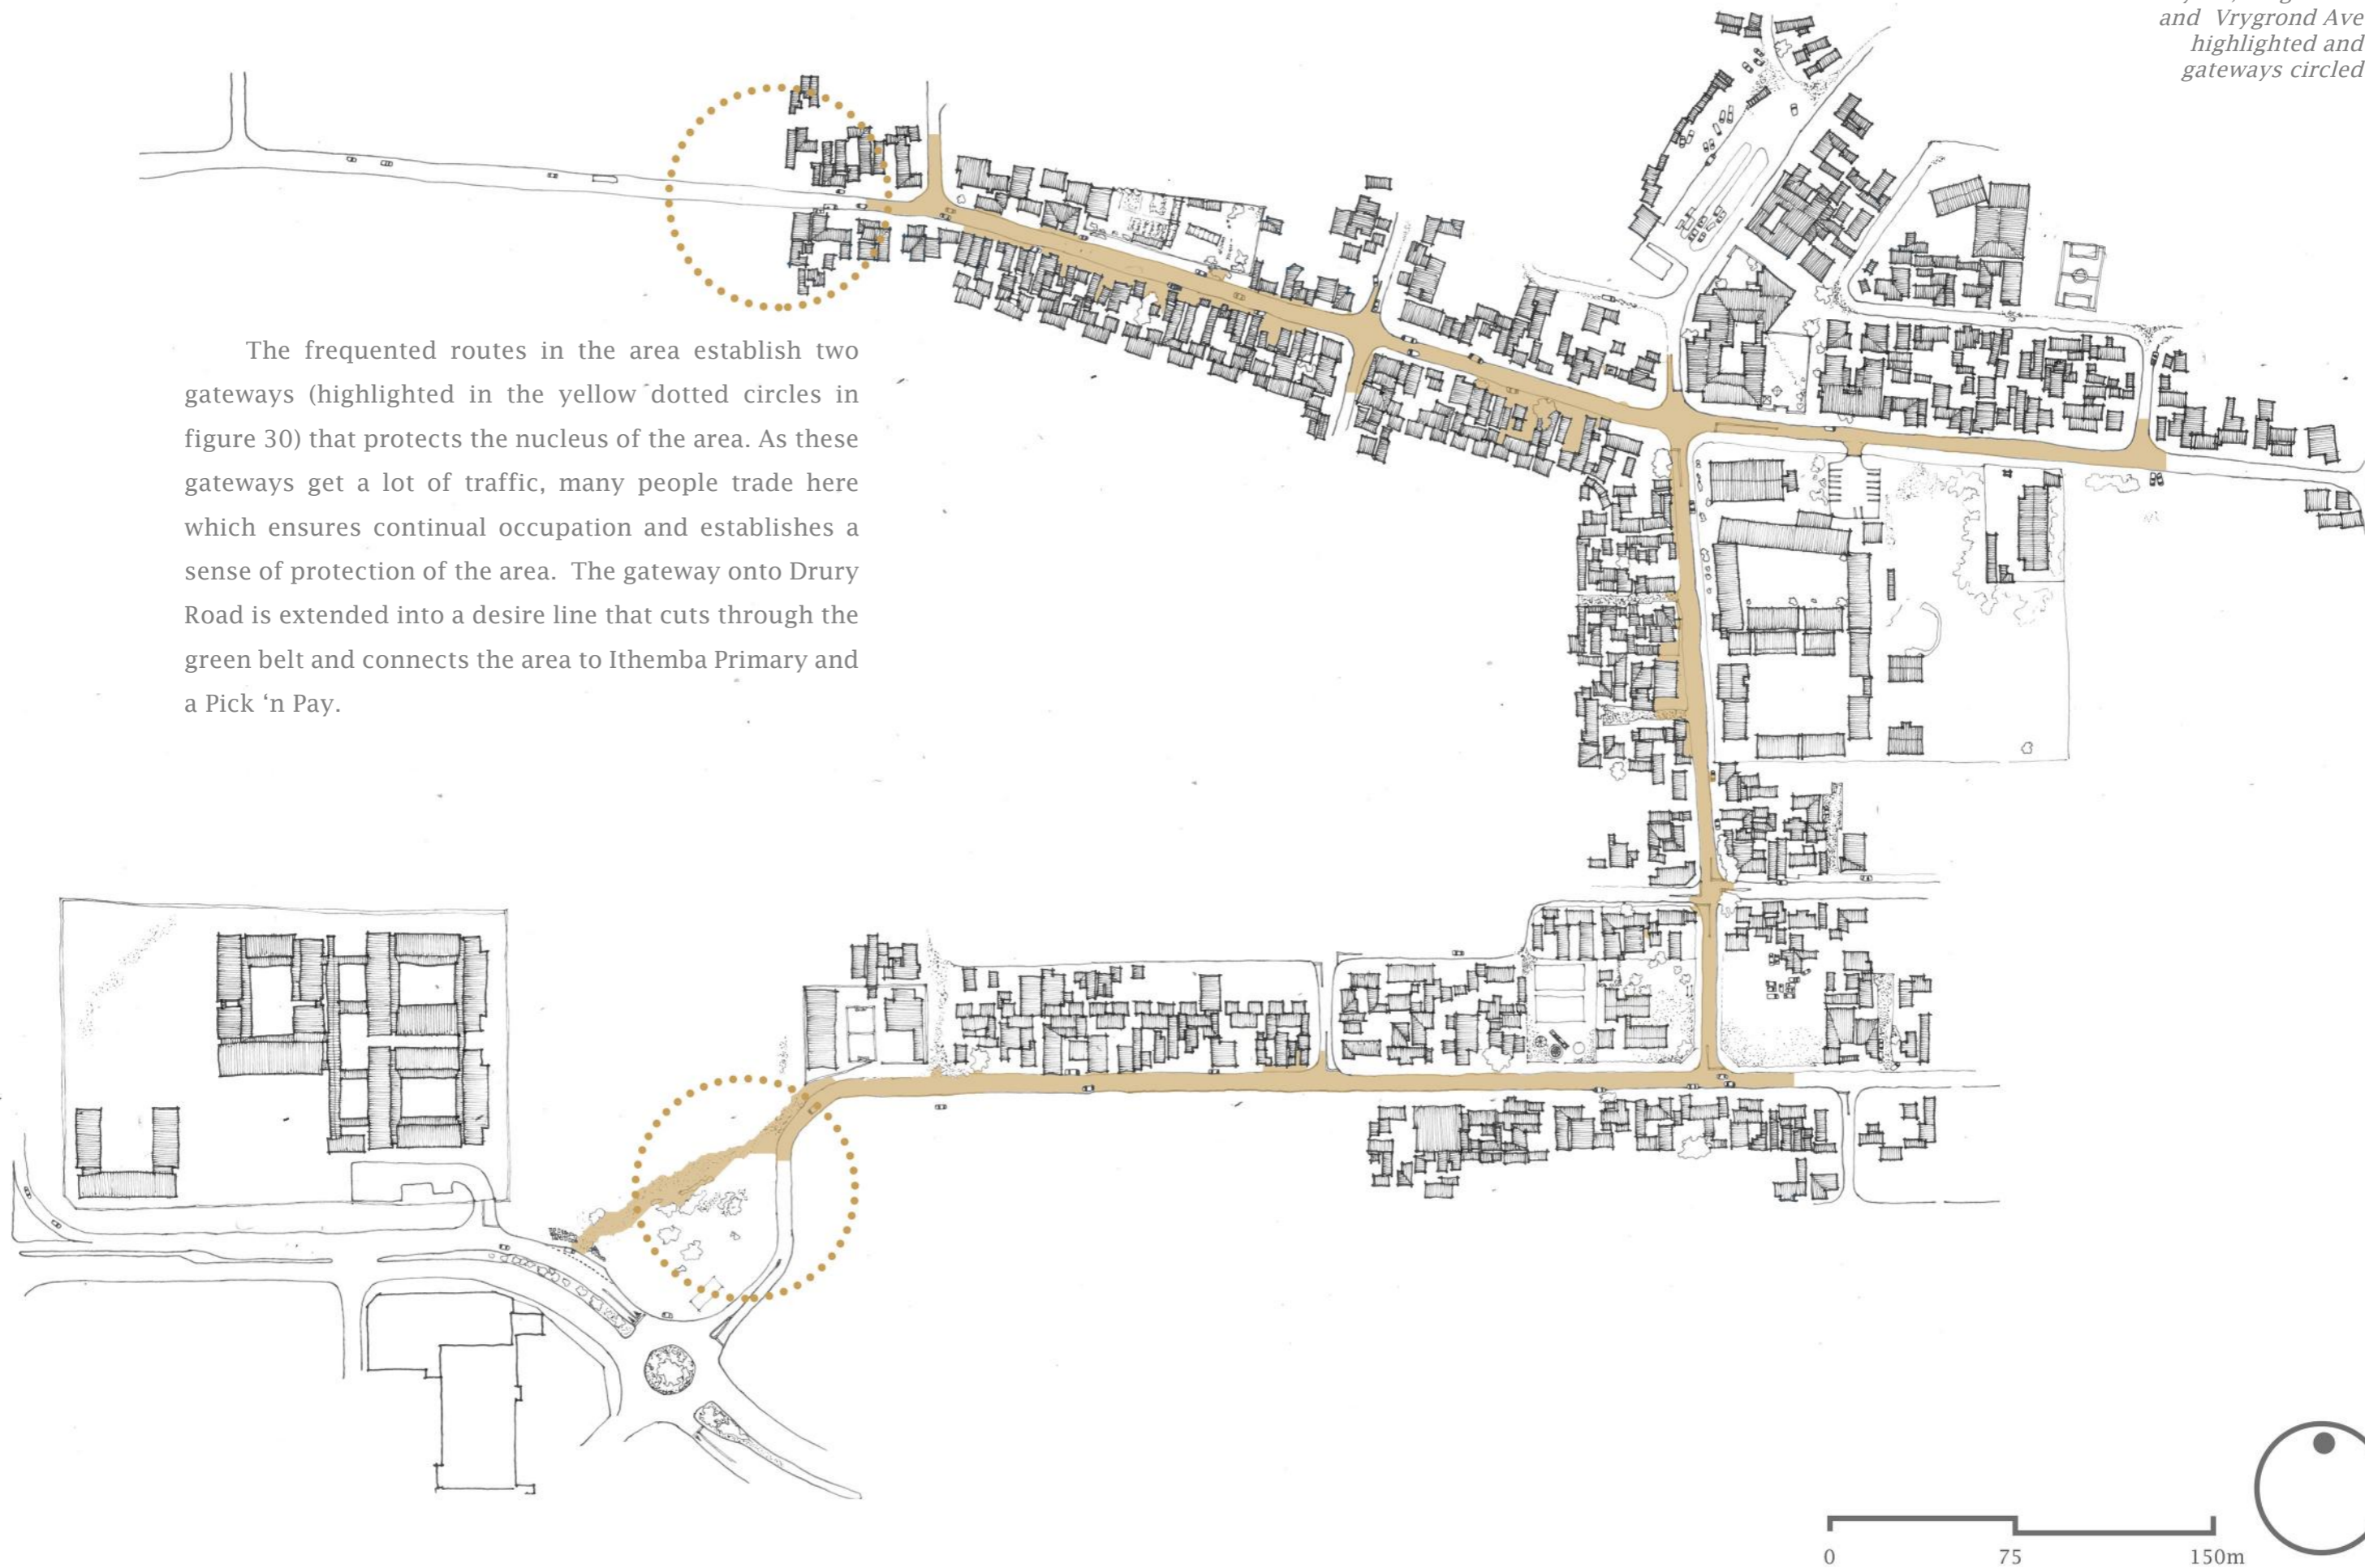 and Vrygrond Ave
highlighted and
gateways circled
The frequented routes in the area establish two
gateways (highlighted in the yellow dotted circles in
figure 30) that protects the nucleus of the area. As these
gateways get a lot of traffic, many people trade here
which ensures continual occupation and establishes a
sense of protection of the area. The gateway onto Drury
Road is extended into a desire line that cuts through the
green belt and connects the area to Ithemba Primary and
a Pick ‘n Pay.
0 75 150m